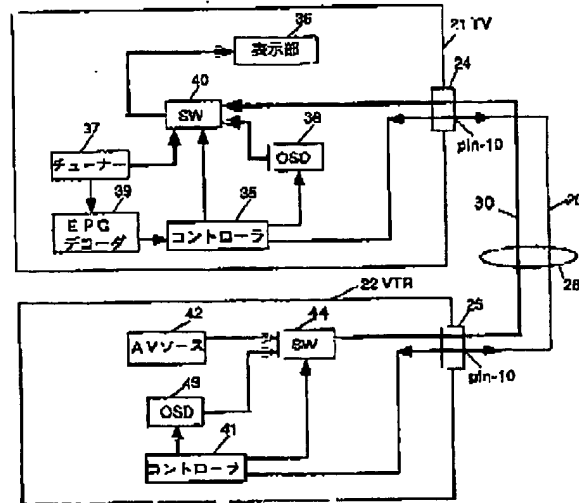 36
21 TV
表示部
40
24
SW
38
37
OSD
pin-10
チューナー
39
35
30
EPG
デコーダ
コントローラ
28
22 VTR
25
42
44
AVソース
SW
pin-10
OSD
41
コントローラ